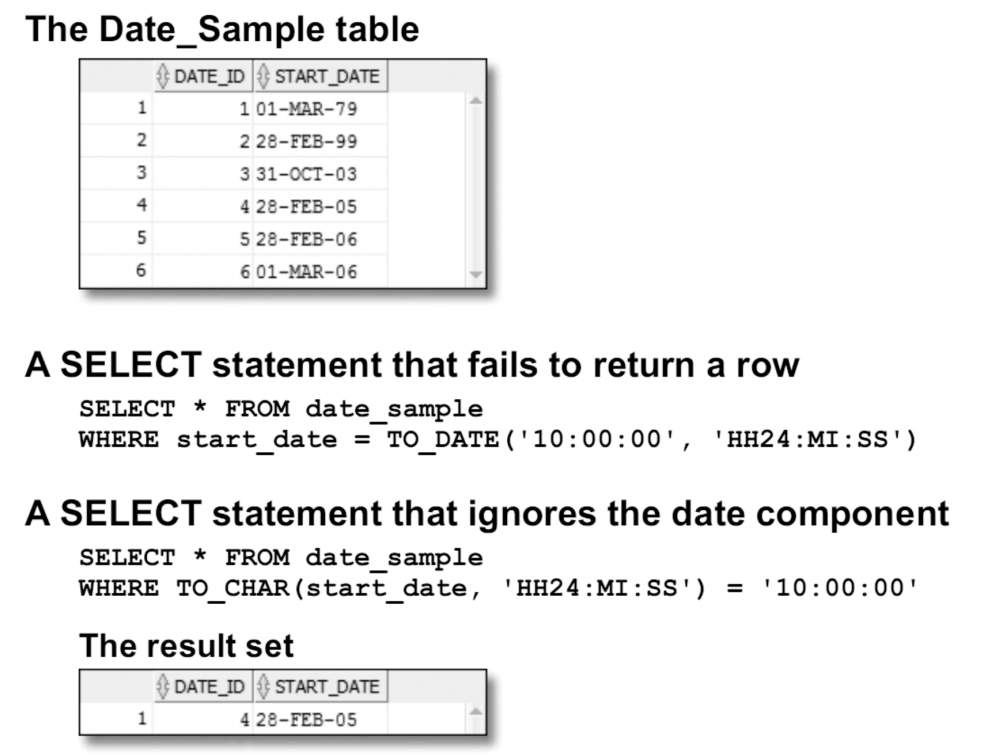 The Date_Sample table
DATE_ID START_DATE
1 1 01-MAR-79
2 2 28-FEB-99
3 3 31-OCT-03
4 4 28-FEB-05
5 5 28-FEB-06
6 6 01-MAR-06
A SELECT statement that fails to return a row
SELECT * FROM date_sample
WHERE start_date = TO_DATE('10:00:00', 'HH24:MI:SS')
A SELECT statement that ignores the date component
SELECT * FROM date_sample
WHERE TO_CHAR(start_date, 'HH24:MI:SS') = '10:00:00'
The result set
DATE_ID START_DATE
1 4 28-FEB-05